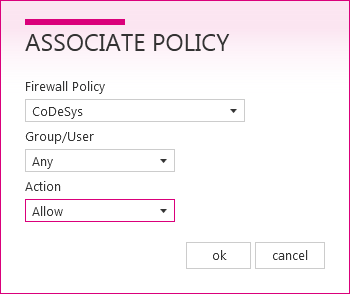 ASSOCIATE POLICY
Firewall Policy
CoDeSys
Group/User
Any
Action
Allow
ok cancel